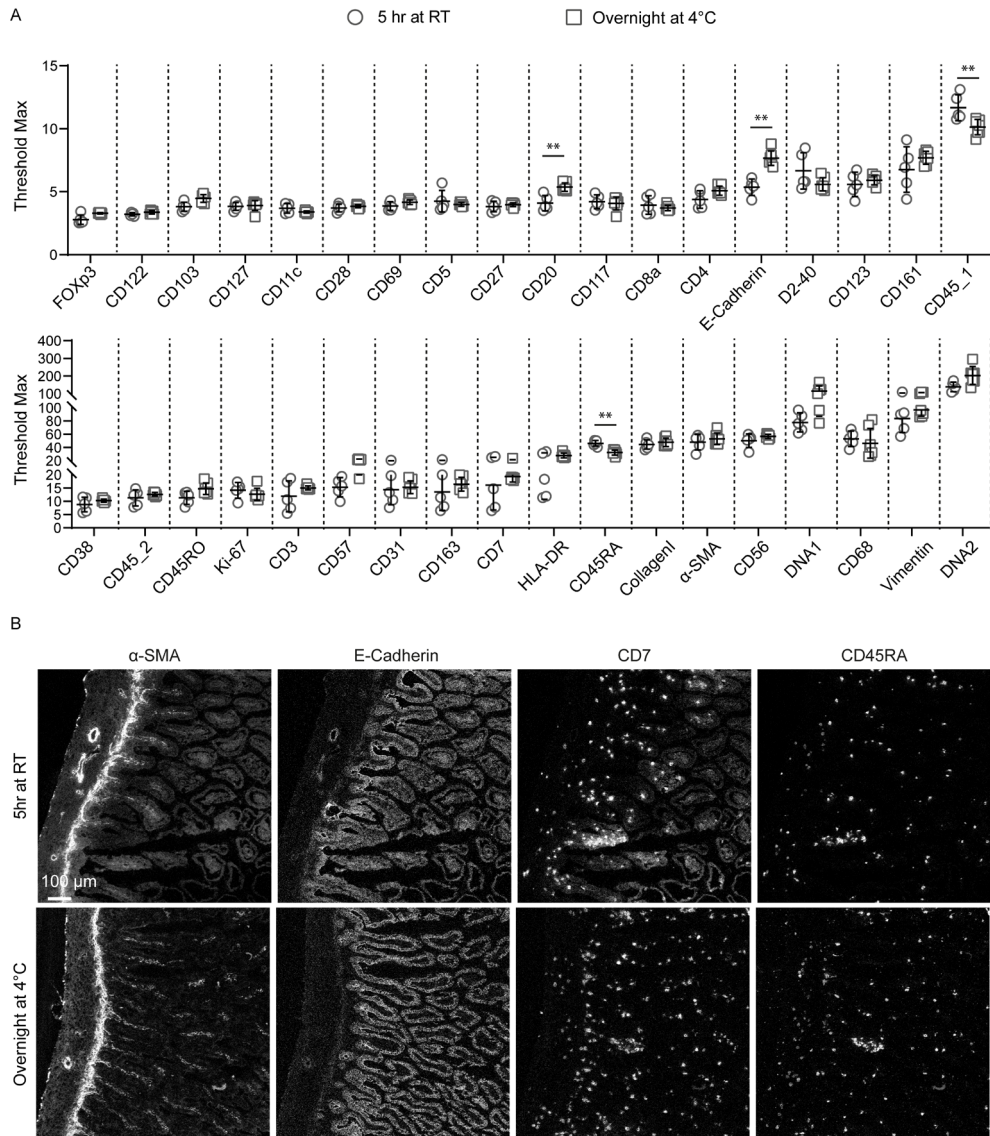 A
5 hr at RT
Overnight at 4°C
Threshold Max
15
10
5
0
**
**
**
FOXp3
CD122
CD103
CD127
CD11c
CD28
CD69
CD5
CD27
CD20
CD117
CD8a
CD4
E-Cadherin
D2-40
CD123
CD161
CD45_1
Threshold Max
400
300
200
100
100
80
60
40
20
20
15
10
5
0
**
CD38
CD45_2
CD45RO
Ki-67
CD3
CD57
CD31
CD163
CD7
HLA-DR
CD45RA
CollagenI
α-SMA
CD56
DNA1
CD68
Vimentin
DNA2
B
α-SMA
E-Cadherin
CD7
CD45RA
5hr at RT
100 µm
Overnight at 4°C